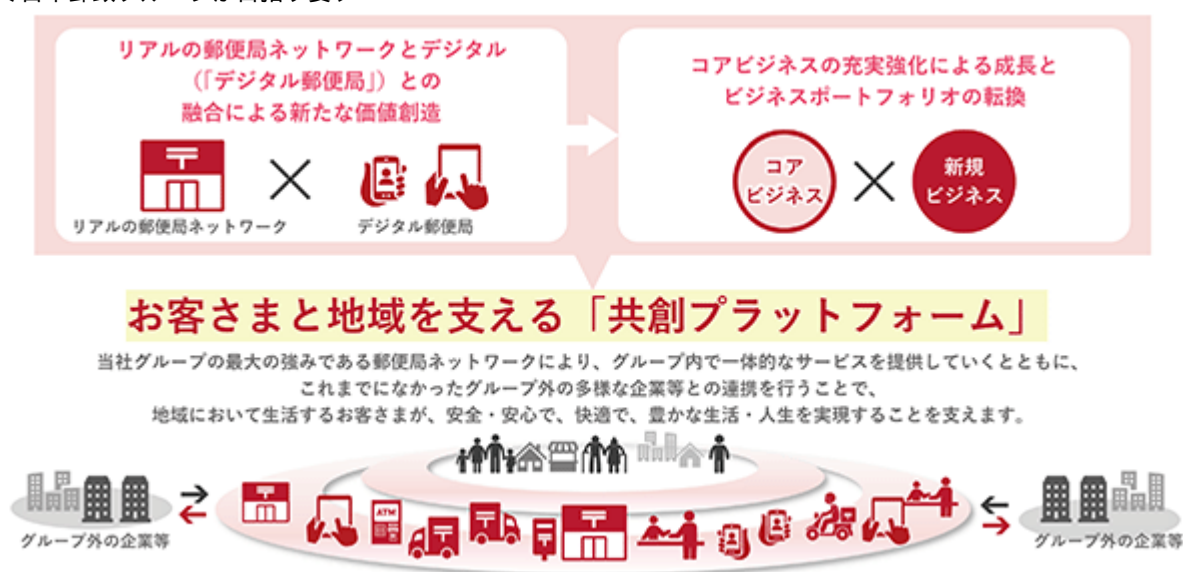 リアルの郵便局ネットワークとデジタル
（「デジタル郵便局」）との
融合による新たな価値創造
リアルの郵便局ネットワーク
デジタル郵便局
コアビジネスの充実強化による成長と
ビジネスポートフォリオの転換
コア
ビジネス
新規
ビジネス
お客さまと地域を支える「共創プラットフォーム」
当社グループの最大の強みである郵便局ネットワークにより、グループ内で一体的なサービスを提供していくとともに、
これまでになかったグループ外の多様な企業等との連携を行うことで、
地域において生活するお客さまが、安全・安心で、快適で、豊かな生活・人生を実現することを支えます。
ATM
グループ外の企業等
グループ外の企業等